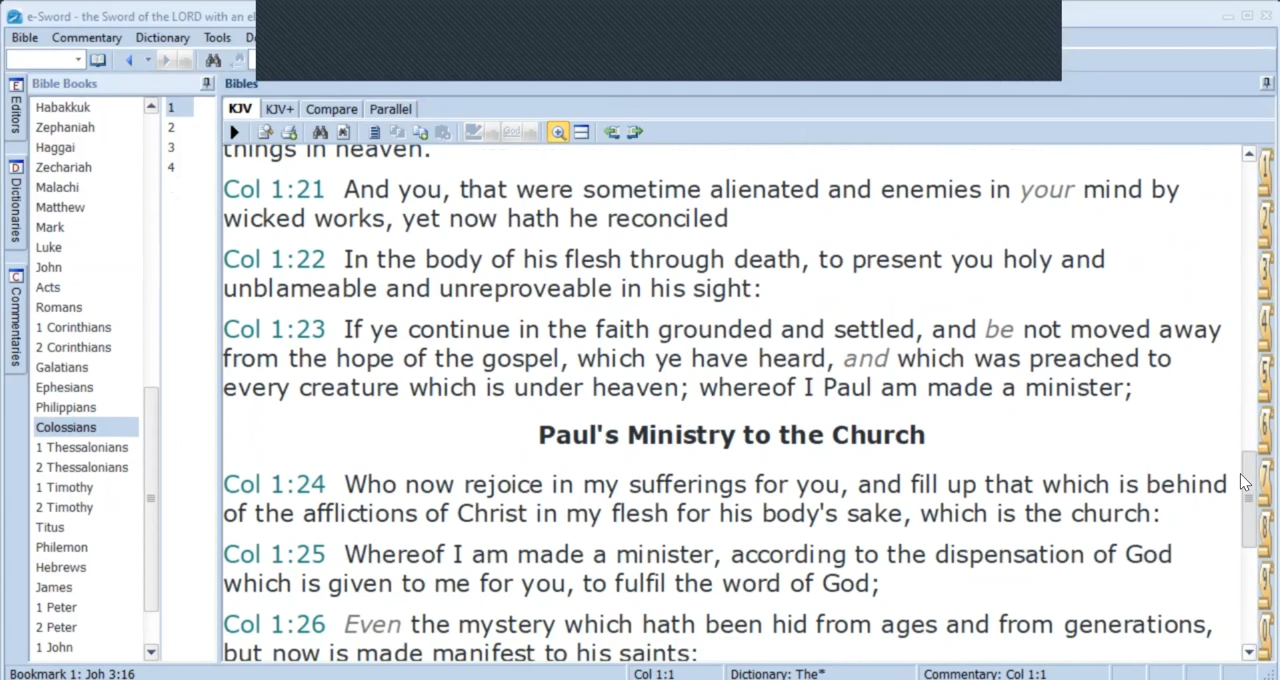 e-Sword - the Sword of the LORD with an el
Bible Commentary Dictionary Tools D
Bible Books
Bibles
KJV KJV+ Compare Parallel
Editors
Dictionaries
Commentaries
Habakkuk
Zephaniah
Haggai
Zechariah
Malachi
Matthew
Mark
Luke
John
Acts
Romans
1 Corinthians
2 Corinthians
Galatians
Ephesians
Philippians
Colossians
1 Thessalonians
2 Thessalonians
1 Timothy
2 Timothy
Titus
Philemon
Hebrews
James
1 Peter
2 Peter
1 John
1
2
3
4
things in heaven.
Col 1:21 And you, that were sometime alienated and enemies in your mind by
wicked works, yet now hath he reconciled
Col 1:22 In the body of his flesh through death, to present you holy and
unblameable and unreproveable in his sight:
Col 1:23 If ye continue in the faith grounded and settled, and be not moved away
from the hope of the gospel, which ye have heard, and which was preached to
every creature which is under heaven; whereof I Paul am made a minister;
Paul's Ministry to the Church
Col 1:24 Who now rejoice in my sufferings for you, and fill up that which is behind
of the afflictions of Christ in my flesh for his body's sake, which is the church:
Col 1:25 Whereof I am made a minister, according to the dispensation of God
which is given to me for you, to fulfil the word of God;
Col 1:26 Even the mystery which hath been hid from ages and from generations,
but now is made manifest to his saints:
1
2
3
4
5
6
7
8
9
0
Bookmark 1: Joh 3:16 Col 1:1 Dictionary: The* Commentary: Col 1:1